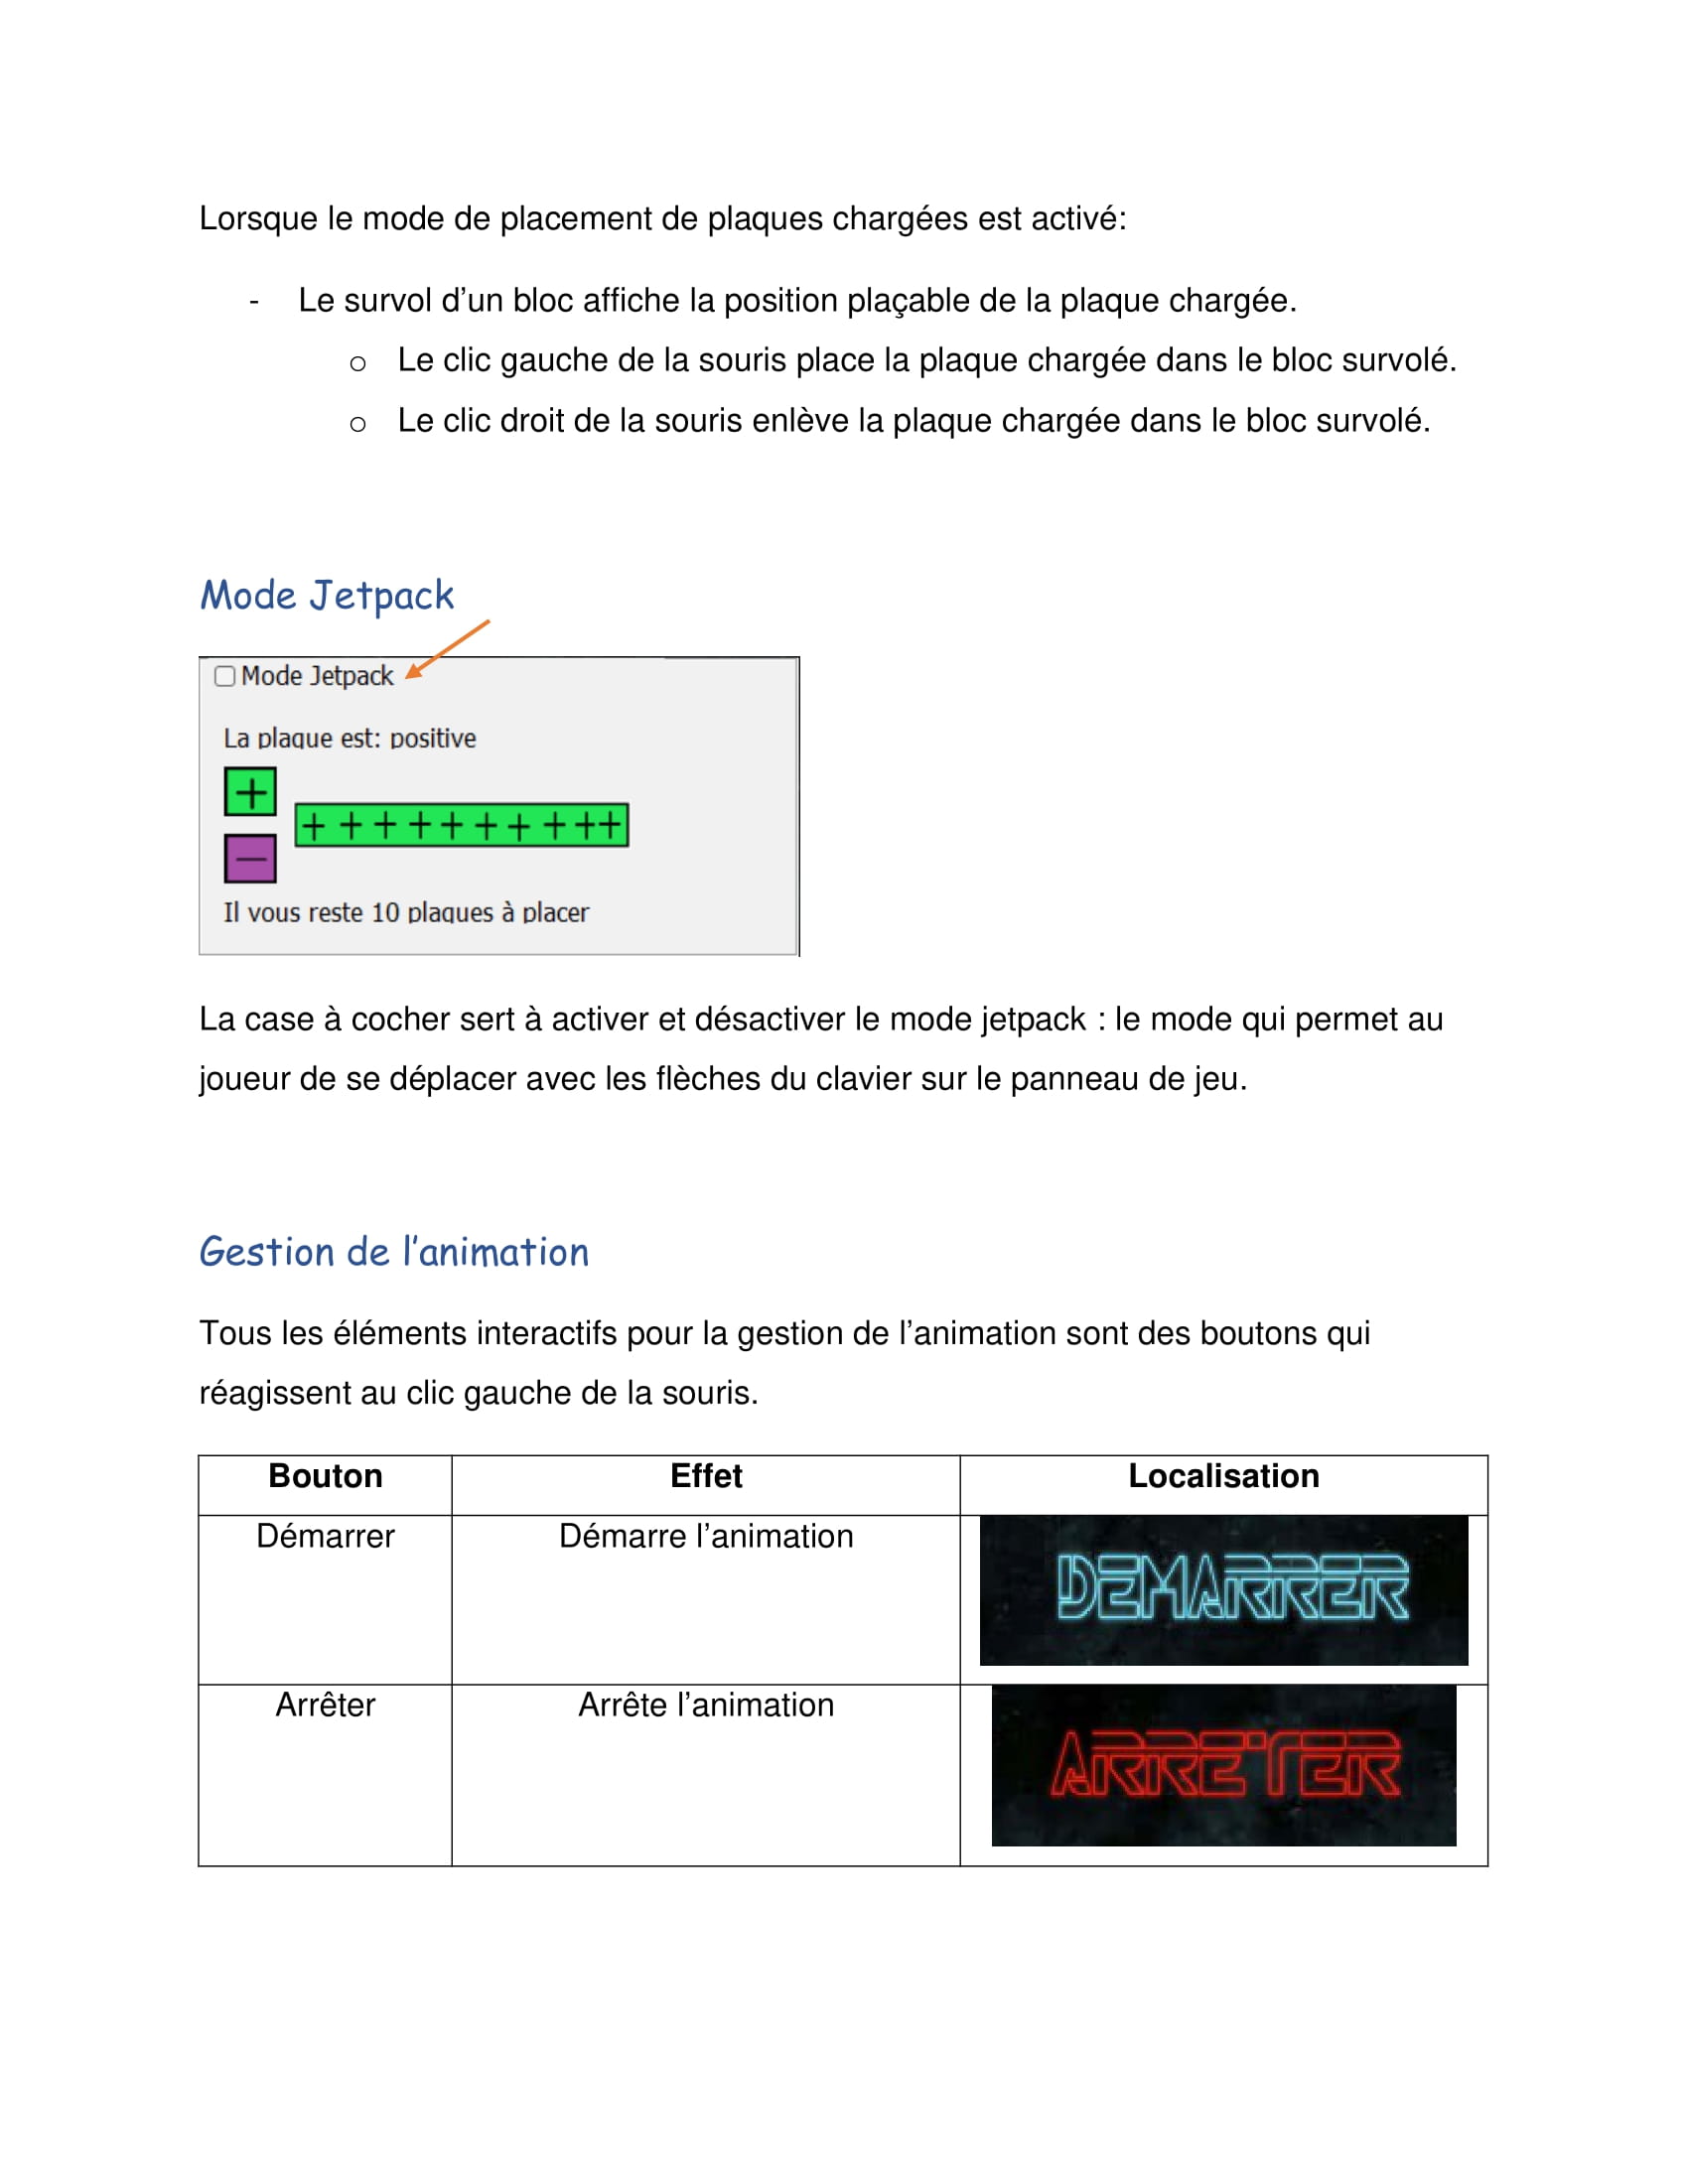 Lorsque le mode de placement de plaques chargées est activé:
- Le survol d’un bloc affiche la position plaçable de la plaque chargée.
o Le clic gauche de la souris place la plaque chargée dans le bloc survolé.
o Le clic droit de la souris enlève la plaque chargée dans le bloc survolé.
Mode Jetpack
Mode Jetpack
La plaque est: positive
+
+ + + + + + + + + +
−
Il vous reste 10 plaques à placer
La case à cocher sert à activer et désactiver le mode jetpack : le mode qui permet au
joueur de se déplacer avec les flèches du clavier sur le panneau de jeu.
Gestion de l’animation
Tous les éléments interactifs pour la gestion de l’animation sont des boutons qui
réagissent au clic gauche de la souris.
Bouton Effet Localisation
Démarrer Démarre l’animation DEMARRER
Arrêter Arrête l’animation ARRETER